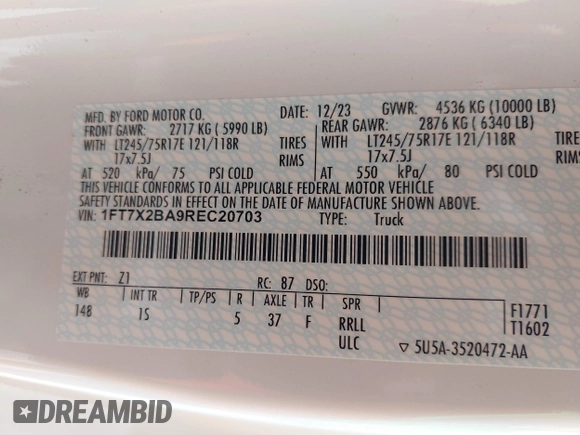 MFD. BY FORD MOTOR CO. DATE: 12/23 GVWR: 4536 KG (10000 LB)
FRONT GAWR: 2717 KG (5990 LB) REAR GAWR: 2876 KG (6340 LB)
WITH LT245/75R17E 121/118R TIRES WITH LT245/75R17E 121/118R TIRES
17x7.5J RIMS 17x7.5J RIMS
AT 520 kPa/ 75 PSI COLD AT 550 kPa/ 80 PSI COLD
THIS VEHICLE CONFORMS TO ALL APPLICABLE FEDERAL MOTOR VEHICLE
SAFETY STANDARDS IN EFFECT ON THE DATE OF MANUFACTURE SHOWN ABOVE.
VIN: 1FT7X2BA9REC20703 TYPE: Truck
EXT PNT: Z1 RC: 87 DSO:
WB INT TR TP/PS R AXLE TR SPR F1771
148 1S 5 37 F RRLL T1602
ULC ▽ 5U5A-3520472-AA
DREAMBID